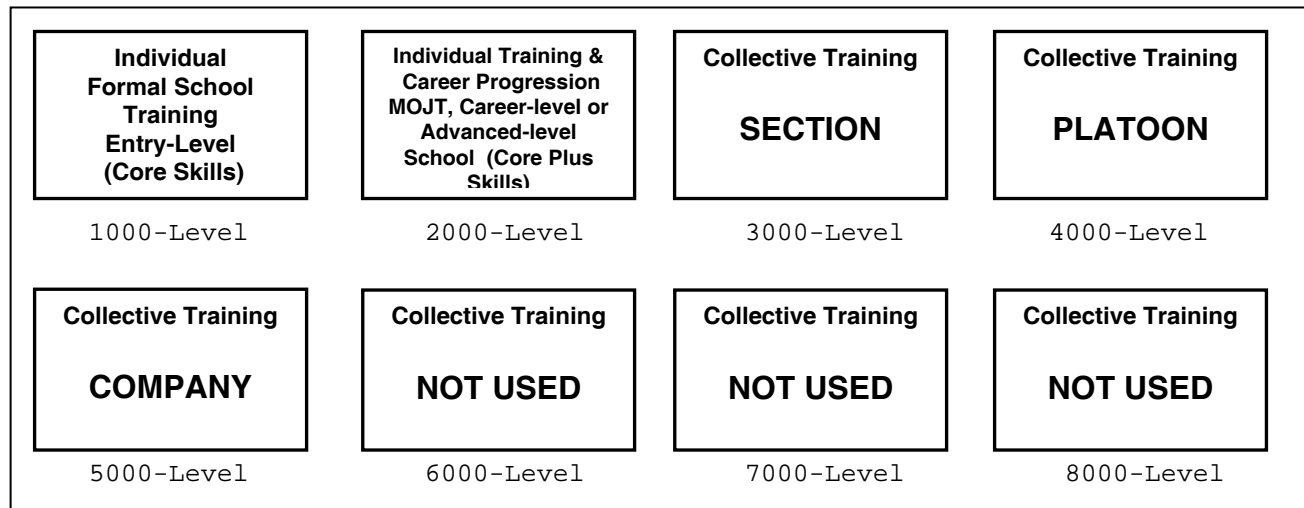 Individual
Formal School
Training
Entry-Level
(Core Skills)
1000-Level
Individual Training &
Career Progression
MOJT, Career-level or
Advanced-level
School (Core Plus
Skills)
2000-Level
Collective Training
SECTION
3000-Level
Collective Training
PLATOON
4000-Level
Collective Training
COMPANY
5000-Level
Collective Training
NOT USED
6000-Level
Collective Training
NOT USED
7000-Level
Collective Training
NOT USED
8000-Level